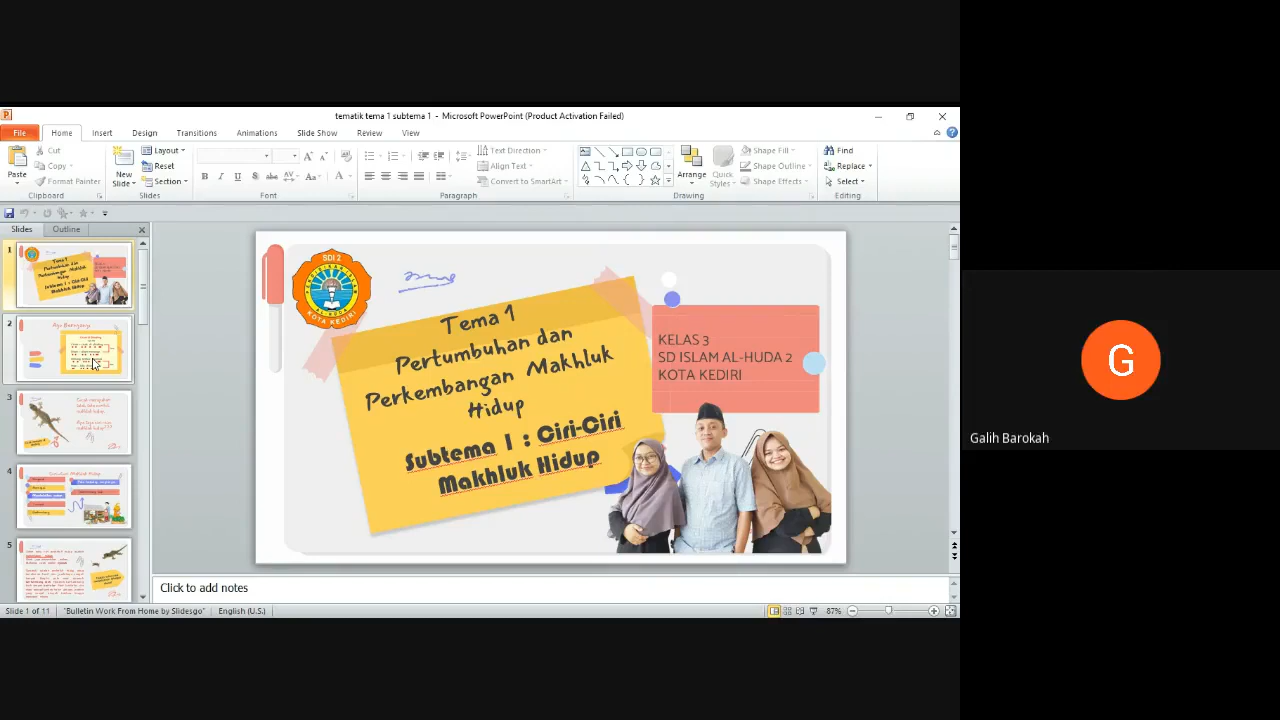 tematik tema 1 subtema 1 - Microsoft PowerPoint (Product Activation Failed)
File Home Insert Design Transitions Animations Slide Show Review View
Paste
Cut
Copy
Format Painter
Clipboard
New
Slide
Layout
Reset
Section
Slides
Font
Text Direction
Align Text
Convert to SmartArt
Paragraph
Arrange
Quick
Styles
Shape Fill
Shape Outline
Shape Effects
Drawing
Find
Replace
Select
Editing
Slides Outline
1
2
3
4
5
SDI 2
KOTA KEDIRI
Tema 1
Pertumbuhan dan
Perkembangan Makhluk
Hidup
Subtema 1 : Ciri-Ciri
Makhluk Hidup
KELAS 3
SD ISLAM AL-HUDA 2
KOTA KEDIRI
Click to add notes
Slide 1 of 11 "Bulletin Work From Home by Slidesgo" English (U.S.) 87%
G
Galih Barokah